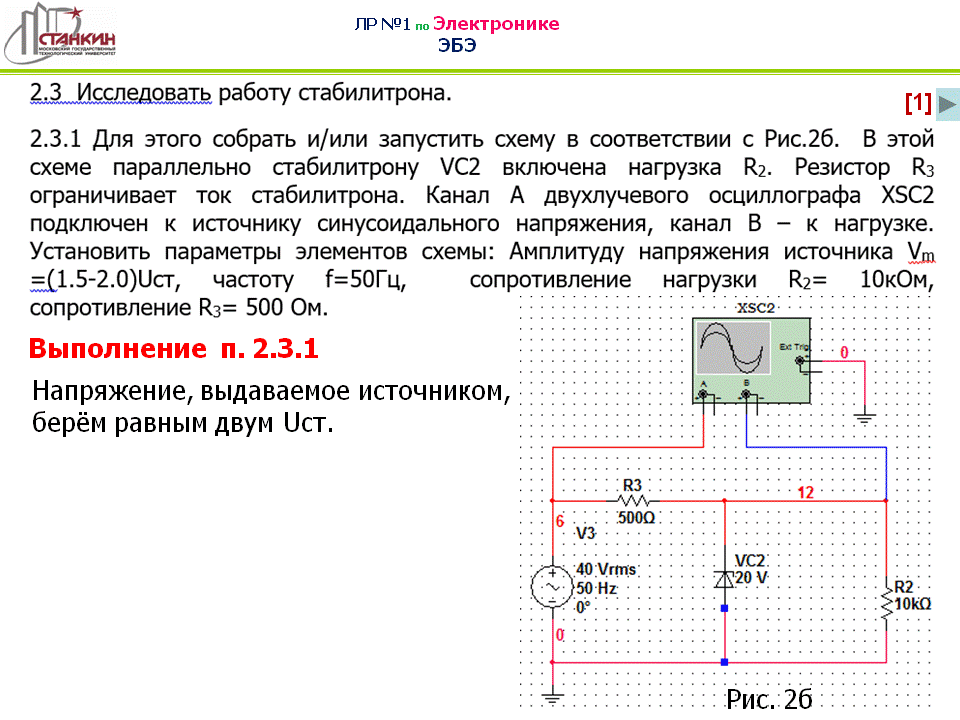 СТАНКИН
МОСКОВСКИЙ ГОСУДАРСТВЕННЫЙ
ТЕХНОЛОГИЧЕСКИЙ УНИВЕРСИТЕТ
ЛР №1 по Электронике
ЭБЭ
2.3 Исследовать работу стабилитрона.
[1]
2.3.1 Для этого собрать и/или запустить схему в соответствии с Рис.2б. В этой
схеме параллельно стабилитрону VC2 включена нагрузка R2. Резистор R3
ограничивает ток стабилитрона. Канал А двухлучевого осциллографа XSC2
подключен к источнику синусоидального напряжения, канал В – к нагрузке.
Установить параметры элементов схемы: Амплитуду напряжения источника Vm
=(1.5-2.0)Uст, частоту f=50Гц, сопротивление нагрузки R2= 10кОм,
сопротивление R3= 500 Ом.
Выполнение п. 2.3.1
Напряжение, выдаваемое источником,
берём равным двум Uст.
XSC2
Ext Trig
+
–
0
A
B
+ – + –
R3
500Ω
12
6
V3
40 Vrms
50 Hz
0°
VC2
20 V
R2
10kΩ
0
Рис. 2б